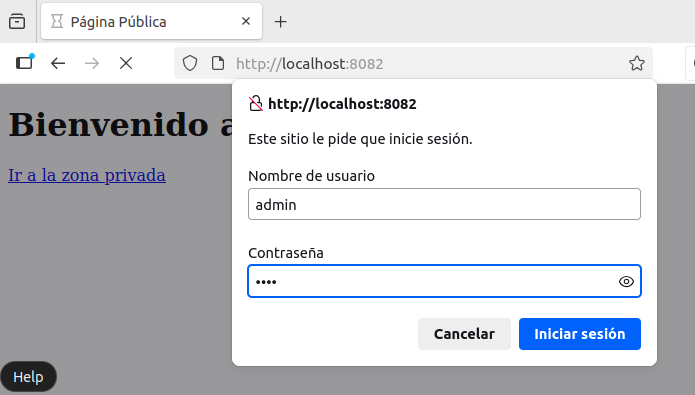 Página Pública
http://localhost:8082
Bienvenido a
Ir a la zona privada
http://localhost:8082
Este sitio le pide que inicie sesión.
Nombre de usuario
admin
Contraseña
••••
Cancelar
Iniciar sesión
Help